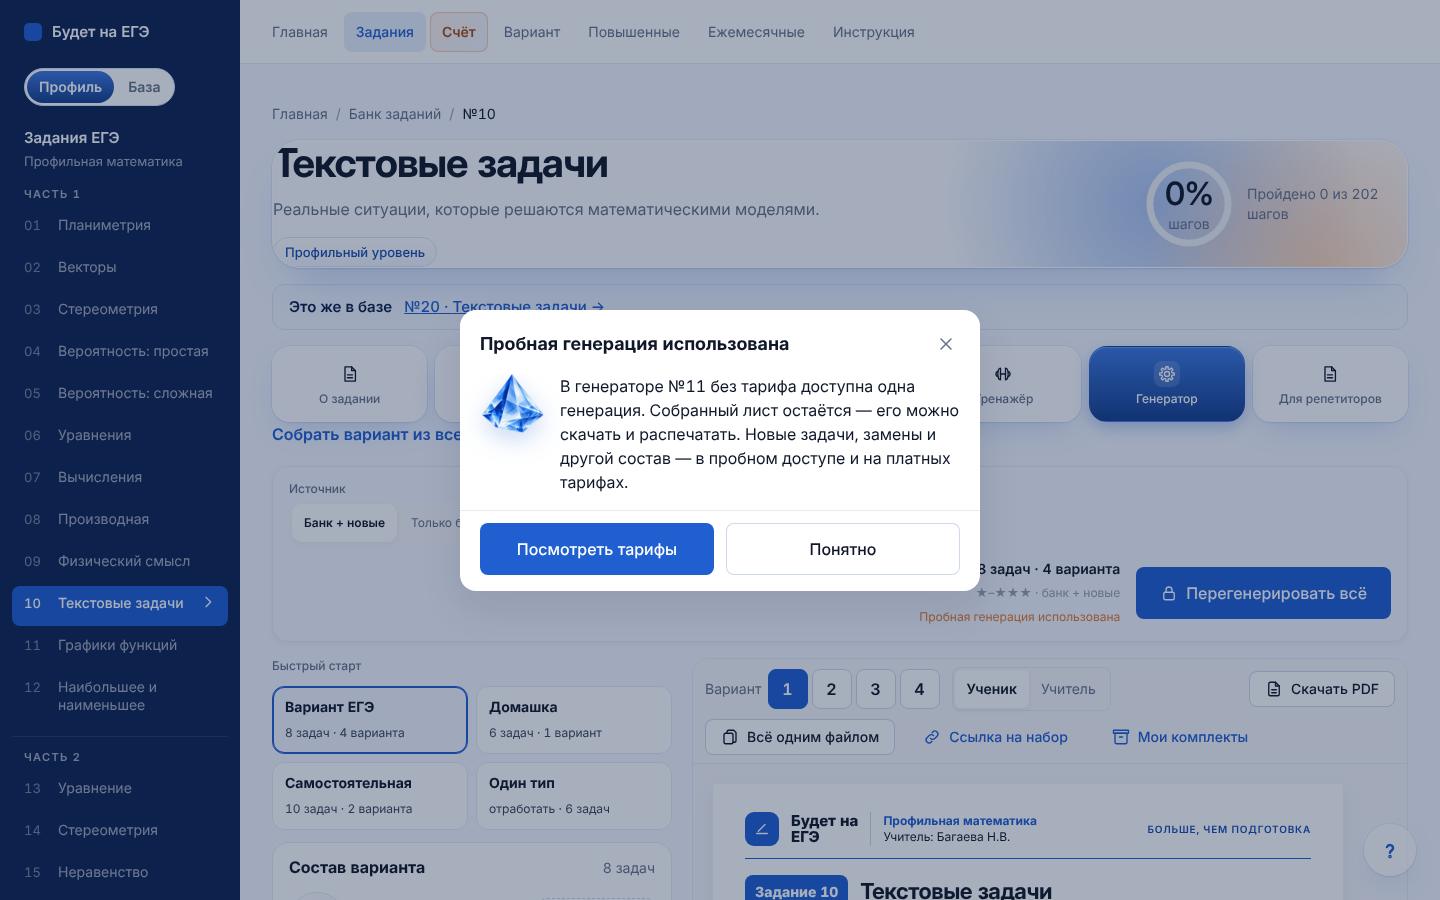 Будет на ЕГЭ
Профиль База
Задания ЕГЭ
Профильная математика
ЧАСТЬ 1
01 Планиметрия
02 Векторы
03 Стереометрия
04 Вероятность: простая
05 Вероятность: сложная
06 Уравнения
07 Вычисления
08 Производная
09 Физический смысл
10 Текстовые задачи
11 Графики функций
12 Наибольшее и
наименьшее
ЧАСТЬ 2
13 Уравнение
14 Стереометрия
15 Неравенство
Главная Задания Счёт Вариант Повышенные Ежемесячные Инструкция
Главная / Банк заданий / №10
Текстовые задачи
Реальные ситуации, которые решаются математическими моделями.
Профильный уровень
0%
шагов
Пройдено 0 из 202
шагов
Это же в базе №20 · Текстовые задачи →
О задании
Генератор
Для репетиторов
Собрать вариант из
Источник
Банк + новые Только
Пробная генерация использована
В генераторе №11 без тарифа доступна одна
генерация. Собранный лист остаётся — его можно
скачать и распечатать. Новые задачи, замены и
другой состав — в пробном доступе и на платных
тарифах.
Посмотреть тарифы Понятно
8 задач · 4 варианта
★–★★★ · банк + новые
Пробная генерация использована
Перегенерировать всё
Быстрый старт
Вариант ЕГЭ
8 задач · 4 варианта
Домашка
6 задач · 1 вариант
Самостоятельная
10 задач · 2 варианта
Один тип
отработать · 6 задач
Состав варианта 8 задач
Вариант 1 2 3 4 Ученик Учитель Скачать PDF
Всё одним файлом Ссылка на набор Мои комплекты
Будет на
ЕГЭ
Профильная математика
Учитель: Багаева Н.В.
БОЛЬШЕ, ЧЕМ ПОДГОТОВКА
Задание 10 Текстовые задачи
?